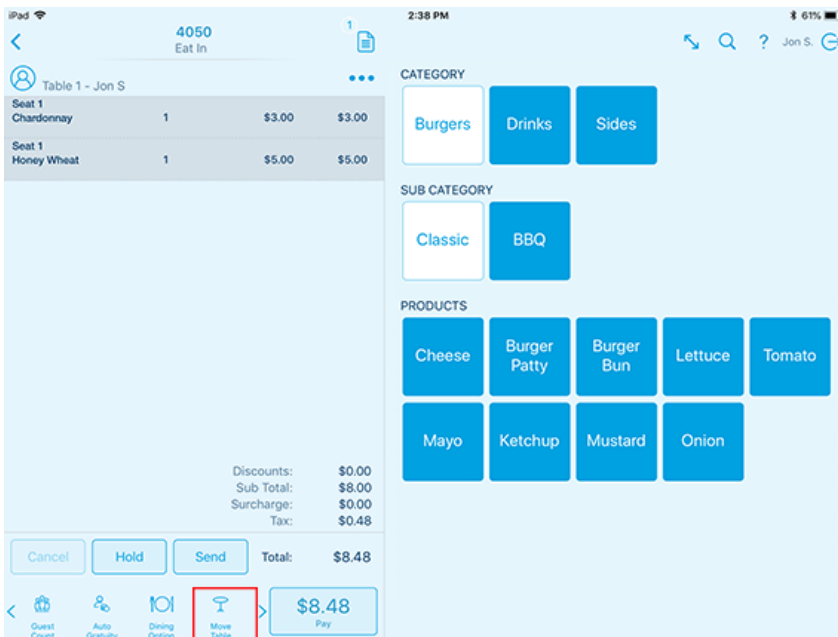 iPad
2:38 PM
61%
4050
Eat In
1
? Jon S.
Table 1 - Jon S
Seat 1
Chardonnay 1 $3.00 $3.00
Seat 1
Honey Wheat 1 $5.00 $5.00
Discounts: $0.00
Sub Total: $8.00
Surcharge: $0.00
Tax: $0.48
Cancel Hold Send Total: $8.48
Guest Count
Auto Gratuity
Dining Option
Move Table
$8.48
Pay
CATEGORY
Burgers Drinks Sides
SUB CATEGORY
Classic BBQ
PRODUCTS
Cheese
Burger
Patty
Burger
Bun
Lettuce
Tomato
Mayo Ketchup Mustard Onion